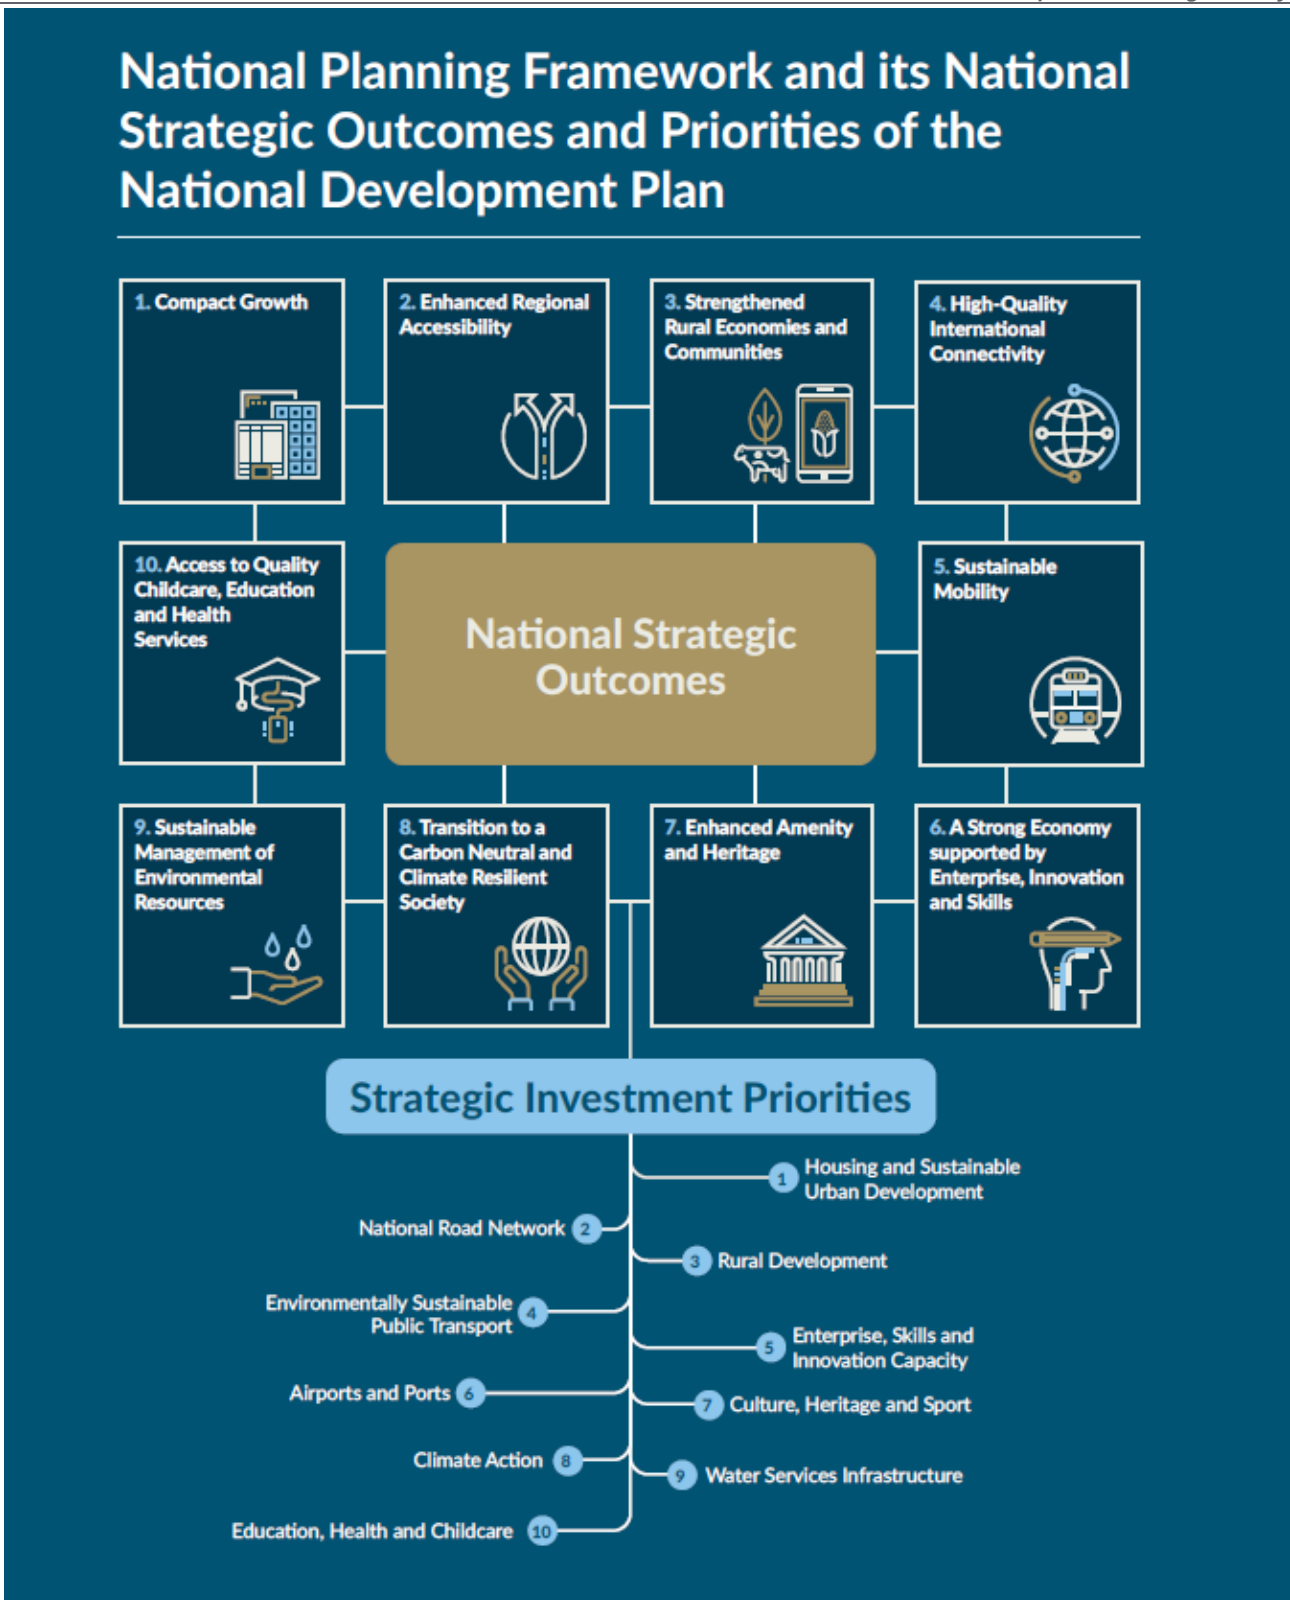 National Planning Framework and its National
Strategic Outcomes and Priorities of the
National Development Plan
1. Compact Growth
2. Enhanced Regional
Accessibility
3. Strengthened
Rural Economies and
Communities
4. High-Quality
International
Connectivity
10. Access to Quality
Childcare, Education
and Health
Services
National Strategic
Outcomes
5. Sustainable
Mobility
9. Sustainable
Management of
Environmental
Resources
8. Transition to a
Carbon Neutral and
Climate Resilient
Society
7. Enhanced Amenity
and Heritage
6. A Strong Economy
supported by
Enterprise, Innovation
and Skills
Strategic Investment Priorities
1 Housing and Sustainable
Urban Development
National Road Network 2
3 Rural Development
Environmentally Sustainable
Public Transport 4
5 Enterprise, Skills and
Innovation Capacity
Airports and Ports 6
7 Culture, Heritage and Sport
Climate Action 8
9 Water Services Infrastructure
Education, Health and Childcare 10